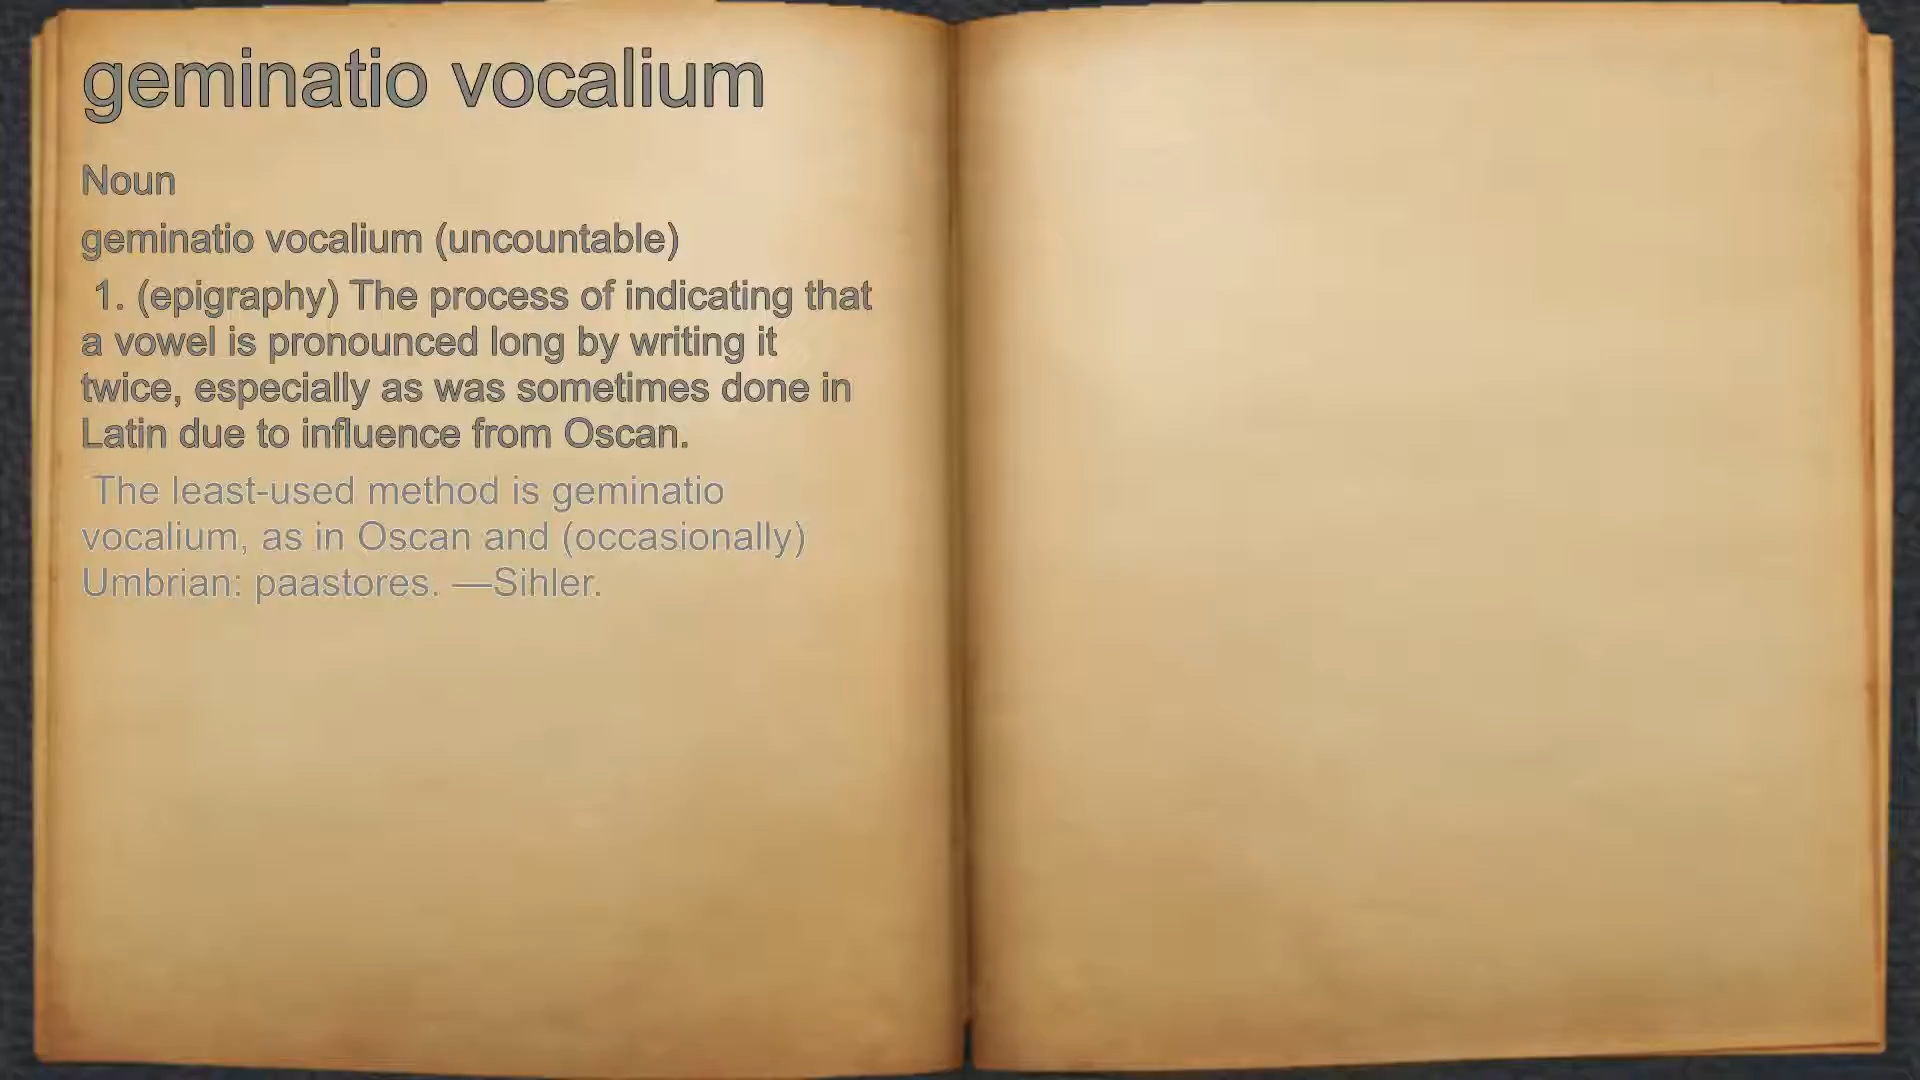 geminatio vocalium
Noun
geminatio vocalium (uncountable)
1. (epigraphy) The process of indicating that
a vowel is pronounced long by writing it
twice, especially as was sometimes done in
Latin due to influence from Oscan.
The least-used method is geminatio
vocalium, as in Oscan and (occasionally)
Umbrian: paastores. —Sihler.